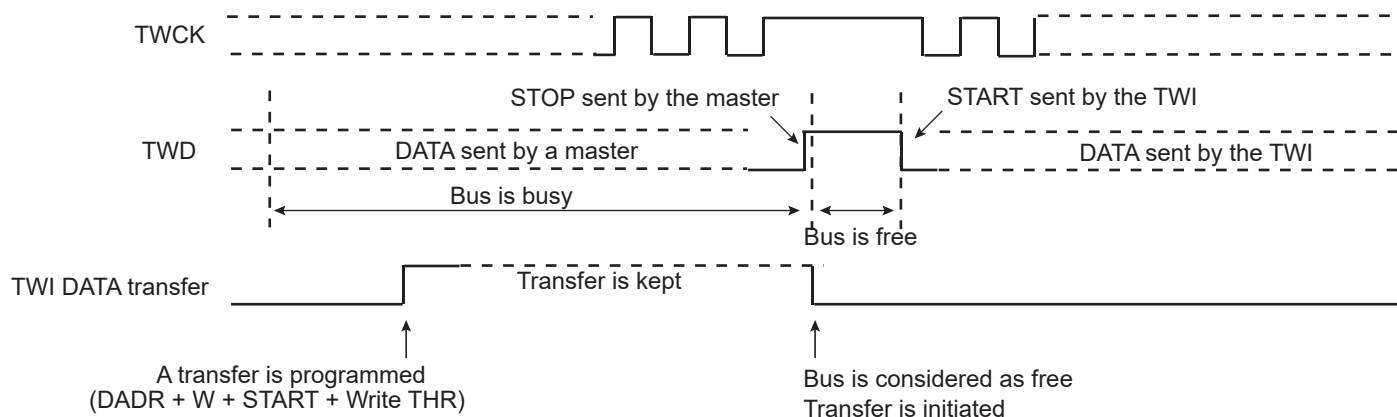 TWCK
STOP sent by the master
START sent by the TWI
TWD
DATA sent by a master
DATA sent by the TWI
Bus is busy
Bus is free
TWI DATA transfer
Transfer is kept
A transfer is programmed
(DADR + W + START + Write THR)
Bus is considered as free
Transfer is initiated